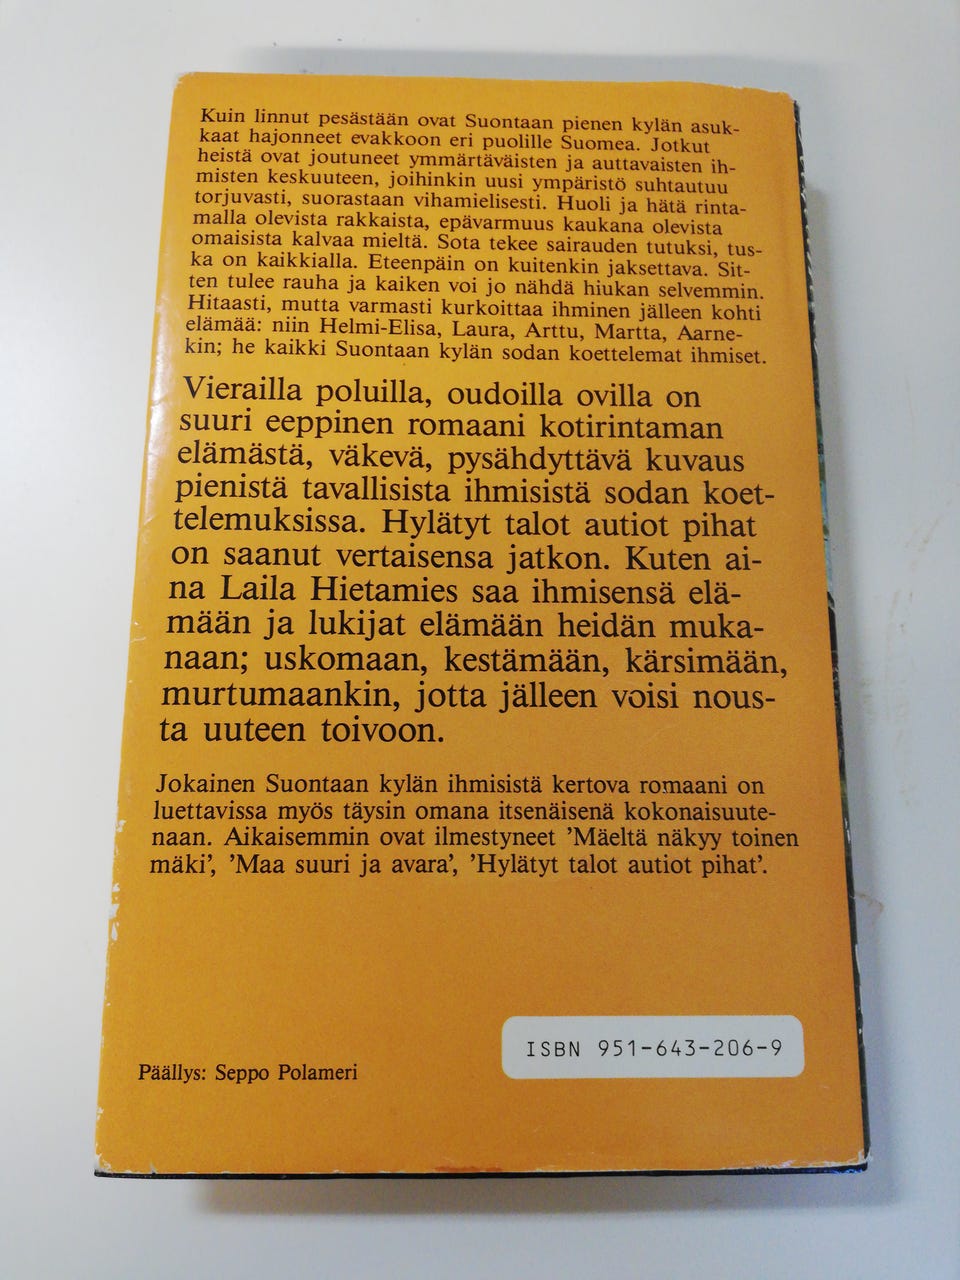 Kuin linnut pesästään ovat Suontaan pienen kylän asuk-
kaat hajonneet evakkoon eri puolille Suomea. Jotkut
heistä ovat joutuneet ymmärtäväisten ja auttavaisten ih-
misten keskuuteen, joihinkin uusi ympäristö suhtautuu
torjuvasti, suorastaan vihamielisesti. Huoli ja hätä rinta-
malla olevista rakkaista, epävarmuus kaukana olevista
omaisista kalvaa mieltä. Sota tekee sairauden tutuksi, tus-
ka on kaikkialla. Eteenpäin on kuitenkin jaksettava. Sit-
ten tulee rauha ja kaiken voi jo nähdä hiukan selvemmin.
Hitaasti, mutta varmasti kurkoittaa ihminen jälleen kohti
elämää: niin Helmi-Elisa, Laura, Arttu, Martta, Aarne-
kin; he kaikki Suontaan kylän sodan koettelemat ihmiset.
Vierailla poluilla, oudoilla ovilla on
suuri eeppinen romaani kotirintaman
elämästä, väkevä, pysähdyttävä kuvaus
pienistä tavallisista ihmisistä sodan koet-
telemuksissa. Hylätyt talot autiot pihat
on saanut vertaisensa jatkon. Kuten ai-
na Laila Hietamies saa ihmisensä elä-
mään ja lukijat elämään heidän muka-
naan; uskomaan, kestämään, kärsimään,
murtumaankin, jotta jälleen voisi nous-
ta uuteen toivoon.
Jokainen Suontaan kylän ihmisistä kertova romaani on
luettavissa myös täysin omana itsenäisenä kokonaisuute-
naan. Aikaisemmin ovat ilmestyneet 'Mäeltä näkyy toinen
mäki', 'Maa suuri ja avara', 'Hylätyt talot autiot pihat'.
ISBN 951-643-206-9
Päällys: Seppo Polameri